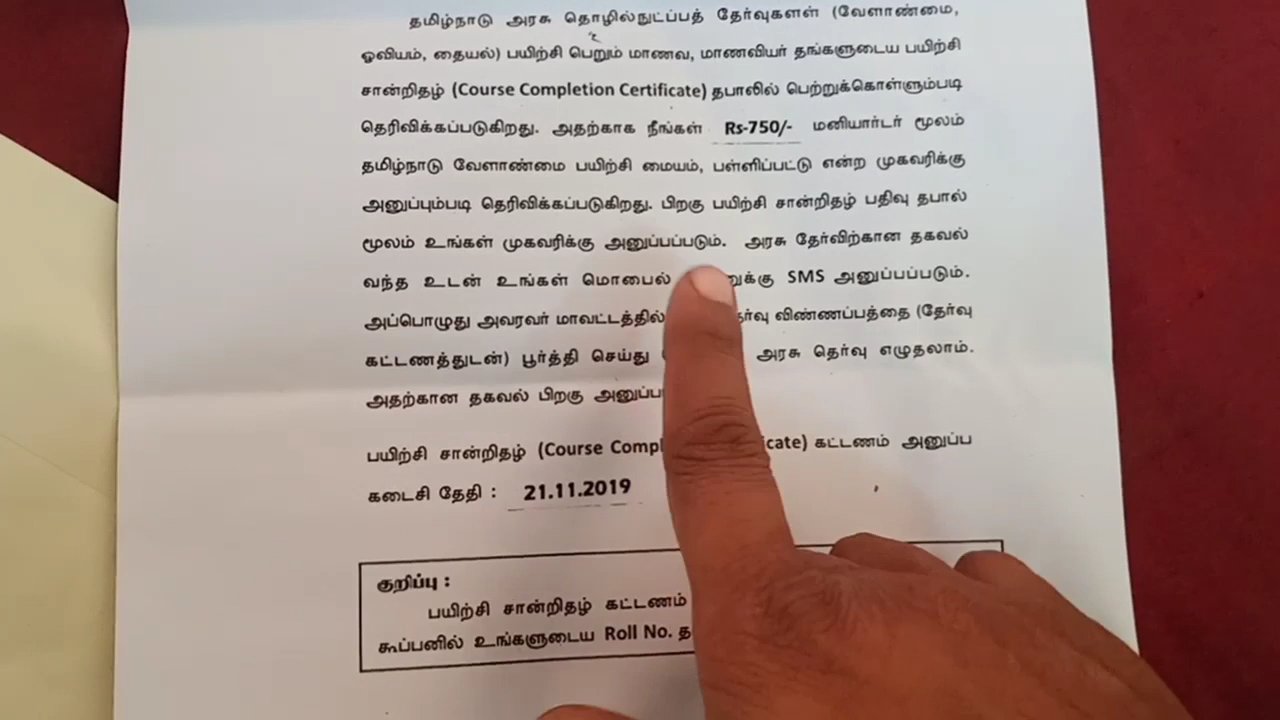 தமிழ்நாடு அரசு தொழில்நுட்பத் தேர்வுகளள் (வேளாண்மை,
ஓவியம், தையல்) பயிற்சி பெறும் மாணவ, மாணவியர் தங்களுடைய பயிற்சி
சான்றிதழ் (Course Completion Certificate) தபாலில் பெற்றுக்கொள்ளும்படி
தெரிவிக்கப்படுகிறது. அதற்காக நீங்கள் Rs-750/- மனியார்டர் மூலம்
தமிழ்நாடு வேளாண்மை பயிற்சி மையம், பள்ளிப்பட்டு என்ற முகவரிக்கு
அனுப்பும்படி தெரிவிக்கப்படுகிறது. பிறகு பயிற்சி சான்றிதழ் பதிவு தபால்
மூலம் உங்கள் முகவரிக்கு அனுப்பப்படும். அரசு தேர்விற்கான தகவல்
வந்த உடன் உங்கள் மொபைல் SMS அனுப்பப்படும்.
அப்பொழுது அவரவர் மாவட்டத்தில் விண்ணப்பத்தை (தேர்வு
கட்டணத்துடன்) பூர்த்தி செய்து அரசு தெர்வு எழுதலாம்.
அதற்கான தகவல் பிறகு
பயிற்சி சான்றிதழ் (Course கட்டணம் அனுப்ப
கடைசி தேதி : 21.11.2019
குறிப்பு :
பயிற்சி சான்றிதழ் கட்டணம்
கூப்பனில் உங்களுடைய Roll No.